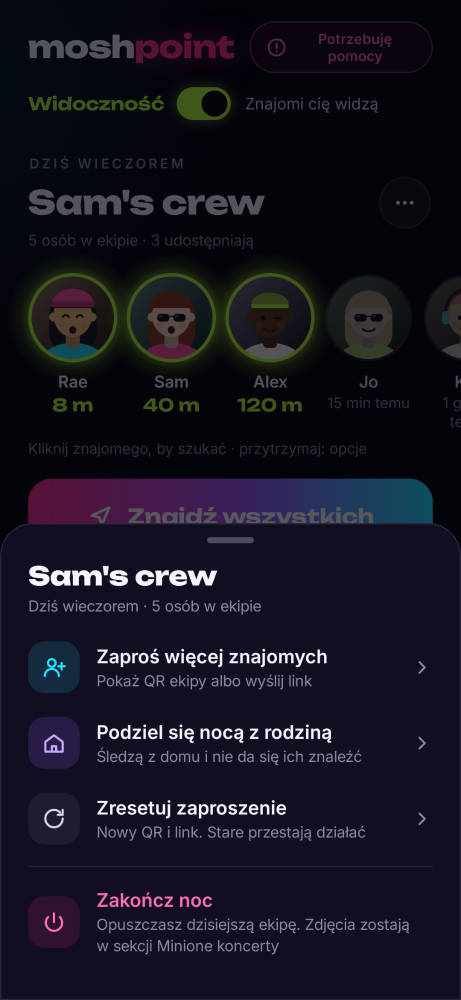 moshpoint
Potrzebuję
pomocy
Widoczność
Znajomi cię widzą
DZIŚ WIECZOREM
Sam's crew
5 osób w ekipie · 3 udostępniają
Rae
Sam
Alex
Jo
K
8 m
40 m
120 m
15 min temu
1 g
te
Kliknij znajomego, by szukać · przytrzymaj: opcje
Znajdź wszystkich
Sam's crew
Dziś wieczorem · 5 osób w ekipie
Zaproś więcej znajomych
Pokaż QR ekipy albo wyślij link
Podziel się nocą z rodziną
Śledzą z domu i nie da się ich znaleźć
Zresetuj zaproszenie
Nowy QR i link. Stare przestają działać
Zakończ noc
Opuszczasz dzisiejszą ekipę. Zdjęcia zostają
w sekcji Minione koncerty